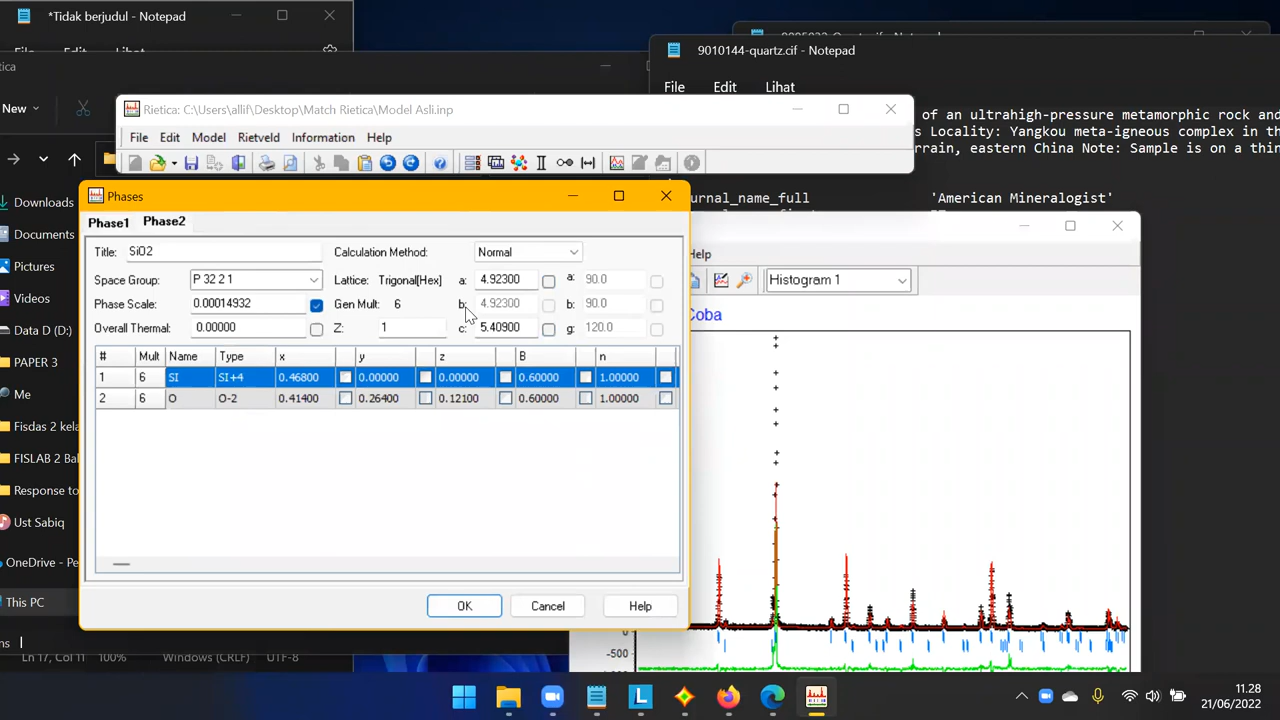 *Tidak berjudul - Notepad
File Edit Lihat
9010144-quartz.cif - Notepad
File Edit Lihat
New
Rietica: C:\Users\allif\Desktop\Match Rietica\Model Asli.inp
File Edit Model Rietveld Information Help
of an ultrahigh-pressure metamorphic rock and
s Locality: Yangkou meta-igneous complex in th
rrain, eastern China Note: Sample is on a thin
'American Mineralogist'
Phases
Phase1 Phase2
Title: SiO2 Calculation Method: Normal
Space Group: P 32 2 1 Lattice: Trigonal[Hex] a: 4.92300 a: 90.0
Phase Scale: 0.00014932 Gen Mult: 6 b: 4.92300 b: 90.0
Overall Thermal: 0.00000 Z: 1 c: 5.40900 g: 120.0
# Mult Name Type x y z B n
1 6 SI SI+4 0.46800 0.00000 0.00000 0.60000 1.00000
2 6 O O-2 0.41400 0.26400 0.12100 0.60000 1.00000
OK Cancel Help
Downloads
Documents
Pictures
Videos
Data D (D:)
PAPER 3
Me
Fisdas 2 kela
FISLAB 2 Ba
Response to
Ust Sabiq
OneDrive - Pe
This PC
Help
Histogram 1
Coba
0
-500
Ln 17, Col 11 100% Windows (CRLF) UTF-8
L
11.28
21/06/2022